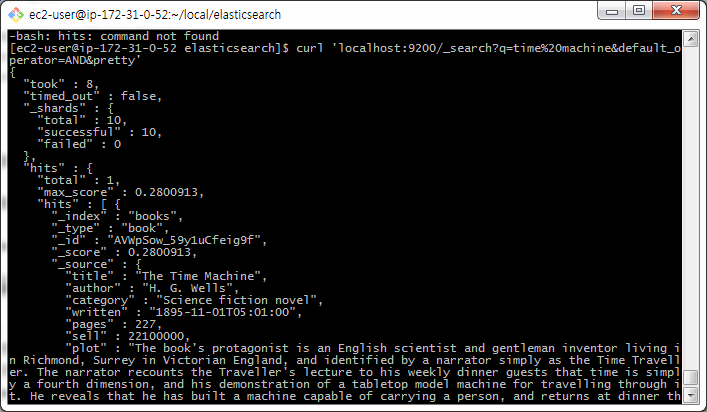 ec2-user@ip-172-31-0-52:~/local/elasticsearch
-bash: hits: command not found
[ec2-user@ip-172-31-0-52 elasticsearch]$ curl 'localhost:9200/_search?q=time%20machine&default_o
perator=AND&pretty'
{
  "took" : 8,
  "timed_out" : false,
  "_shards" : {
    "total" : 10,
    "successful" : 10,
    "failed" : 0
  },
  "hits" : {
    "total" : 1,
    "max_score" : 0.2800913,
    "hits" : [ {
      "_index" : "books",
      "_type" : "book",
      "_id" : "AVWpSow_59y1uCfeig9f",
      "_score" : 0.2800913,
      "_source" : {
        "title" : "The Time Machine",
        "author" : "H. G. Wells",
        "category" : "Science fiction novel",
        "written" : "1895-11-01T05:01:00",
        "pages" : 227,
        "sell" : 22100000,
        "plot" : "The book's protagonist is an English scientist and gentleman inventor living i
n Richmond, Surrey in Victorian England, and identified by a narrator simply as the Time Travell
er. The narrator recounts the Traveller's lecture to his weekly dinner guests that time is simpl
y a fourth dimension, and his demonstration of a tabletop model machine for travelling through i
t. He reveals that he has built a machine capable of carrying a person, and returns at dinner th